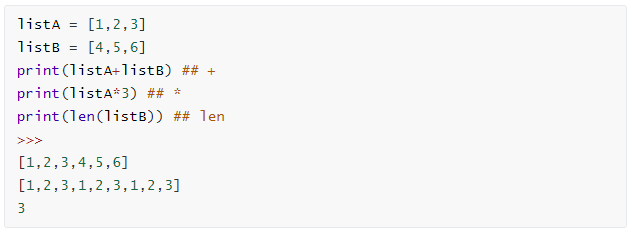 listA = [1,2,3]
listB = [4,5,6]
print(listA+listB) ## +
print(listA*3) ## *
print(len(listB)) ## len
>>>
[1,2,3,4,5,6]
[1,2,3,1,2,3,1,2,3]
3